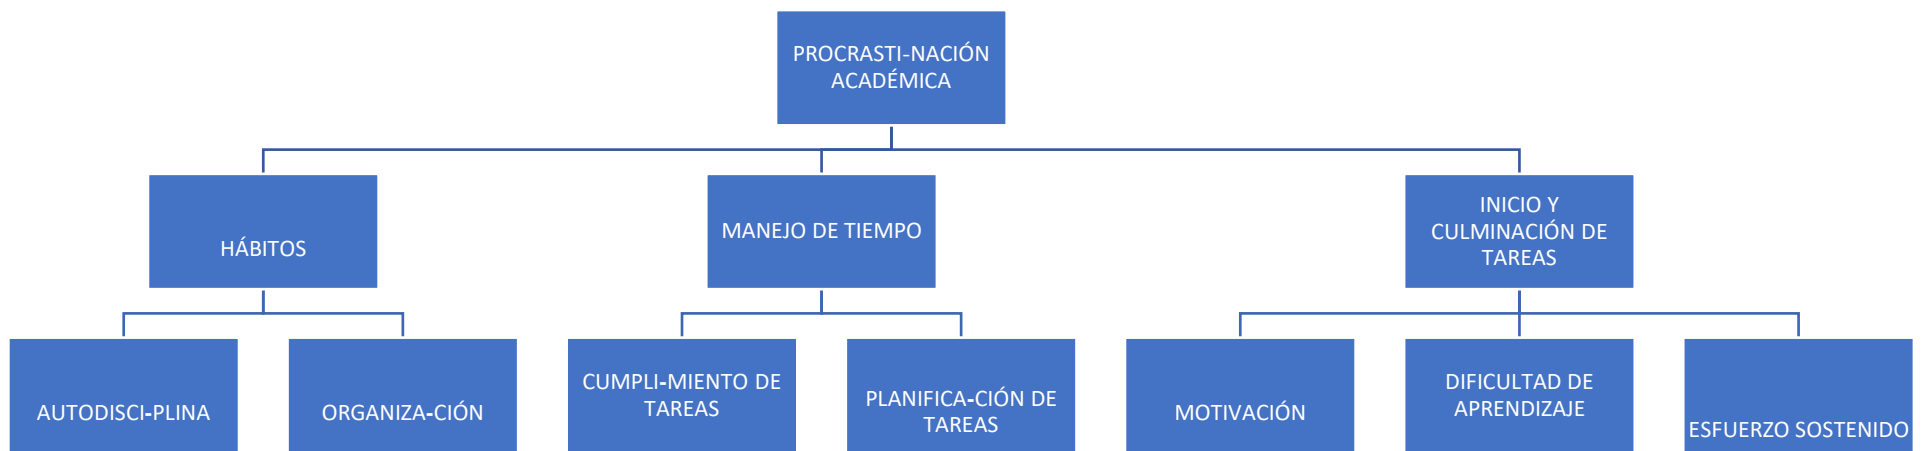 PROCRASTI-NACIÓN
ACADÉMICA
HÁBITOS
MANEJO DE TIEMPO
INICIO Y
CULMINACIÓN DE
TAREAS
AUTODISCI-PLINA
ORGANIZA-CIÓN
CUMPLI-MIENTO DE
TAREAS
PLANIFICA-CIÓN DE
TAREAS
MOTIVACIÓN
DIFICULTAD DE
APRENDIZAJE
ESFUERZO SOSTENIDO